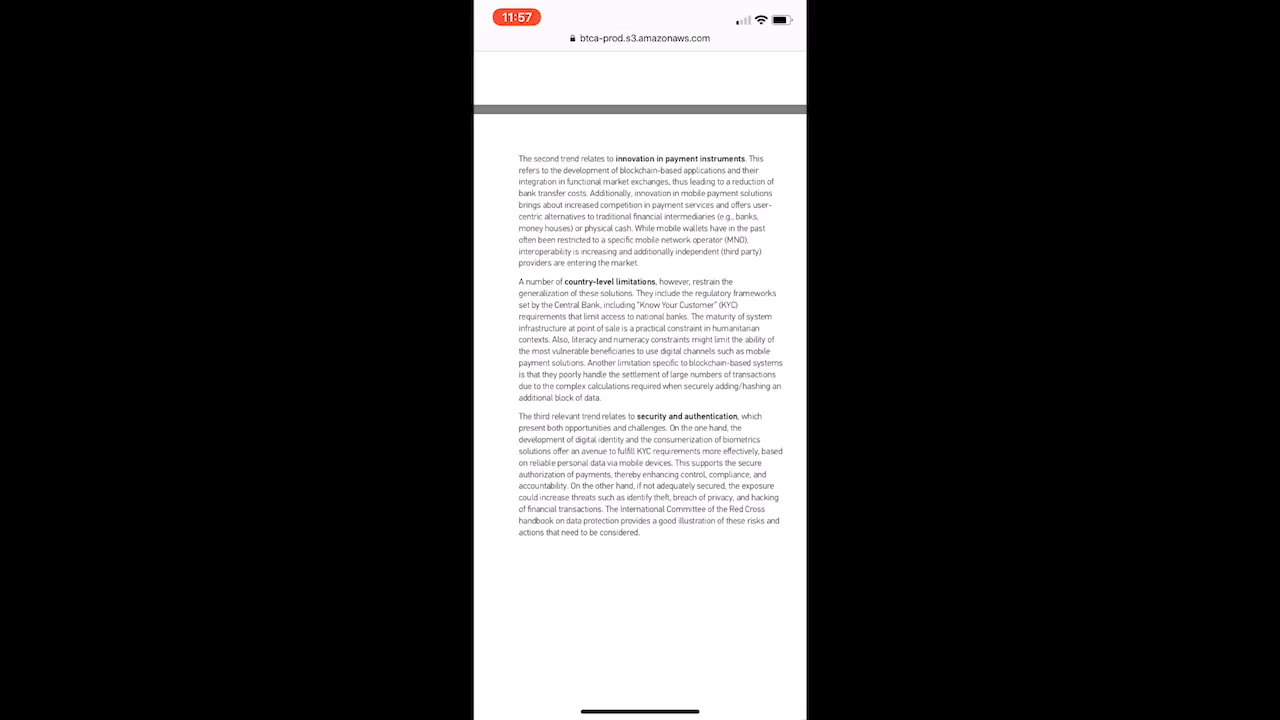 11:57
btca-prod.s3.amazonaws.com
The second trend relates to innovation in payment instruments. This
refers to the development of blockchain-based applications and their
integration in functional market exchanges, thus leading to a reduction of
bank transfer costs. Additionally, innovation in mobile payment solutions
brings about increased competition in payment services and offers user-
centric alternatives to traditional financial intermediaries (e.g., banks,
money houses) or physical cash. While mobile wallets have in the past
often been restricted to a specific mobile network operator (MNO),
interoperability is increasing and additionally independent (third party)
providers are entering the market.
A number of country-level limitations, however, restrain the
generalization of these solutions. They include the regulatory frameworks
set by the Central Bank, including "Know Your Customer" (KYC)
requirements that limit access to national banks. The maturity of system
infrastructure at point of sale is a practical constraint in humanitarian
contexts. Also, literacy and numeracy constraints might limit the ability of
the most vulnerable beneficiaries to use digital channels such as mobile
payment solutions. Another limitation specific to blockchain-based systems
is that they poorly handle the settlement of large numbers of transactions
due to the complex calculations required when securely adding/hashing an
additional block of data.
The third relevant trend relates to security and authentication, which
present both opportunities and challenges. On the one hand, the
development of digital identity and the consumerization of biometrics
solutions offer an avenue to fulfill KYC requirements more effectively, based
on reliable personal data via mobile devices. This supports the secure
authorization of payments, thereby enhancing control, compliance, and
accountability. On the other hand, if not adequately secured, the exposure
could increase threats such as identify theft, breach of privacy, and hacking
of financial transactions. The International Committee of the Red Cross
handbook on data protection provides a good illustration of these risks and
actions that need to be considered.